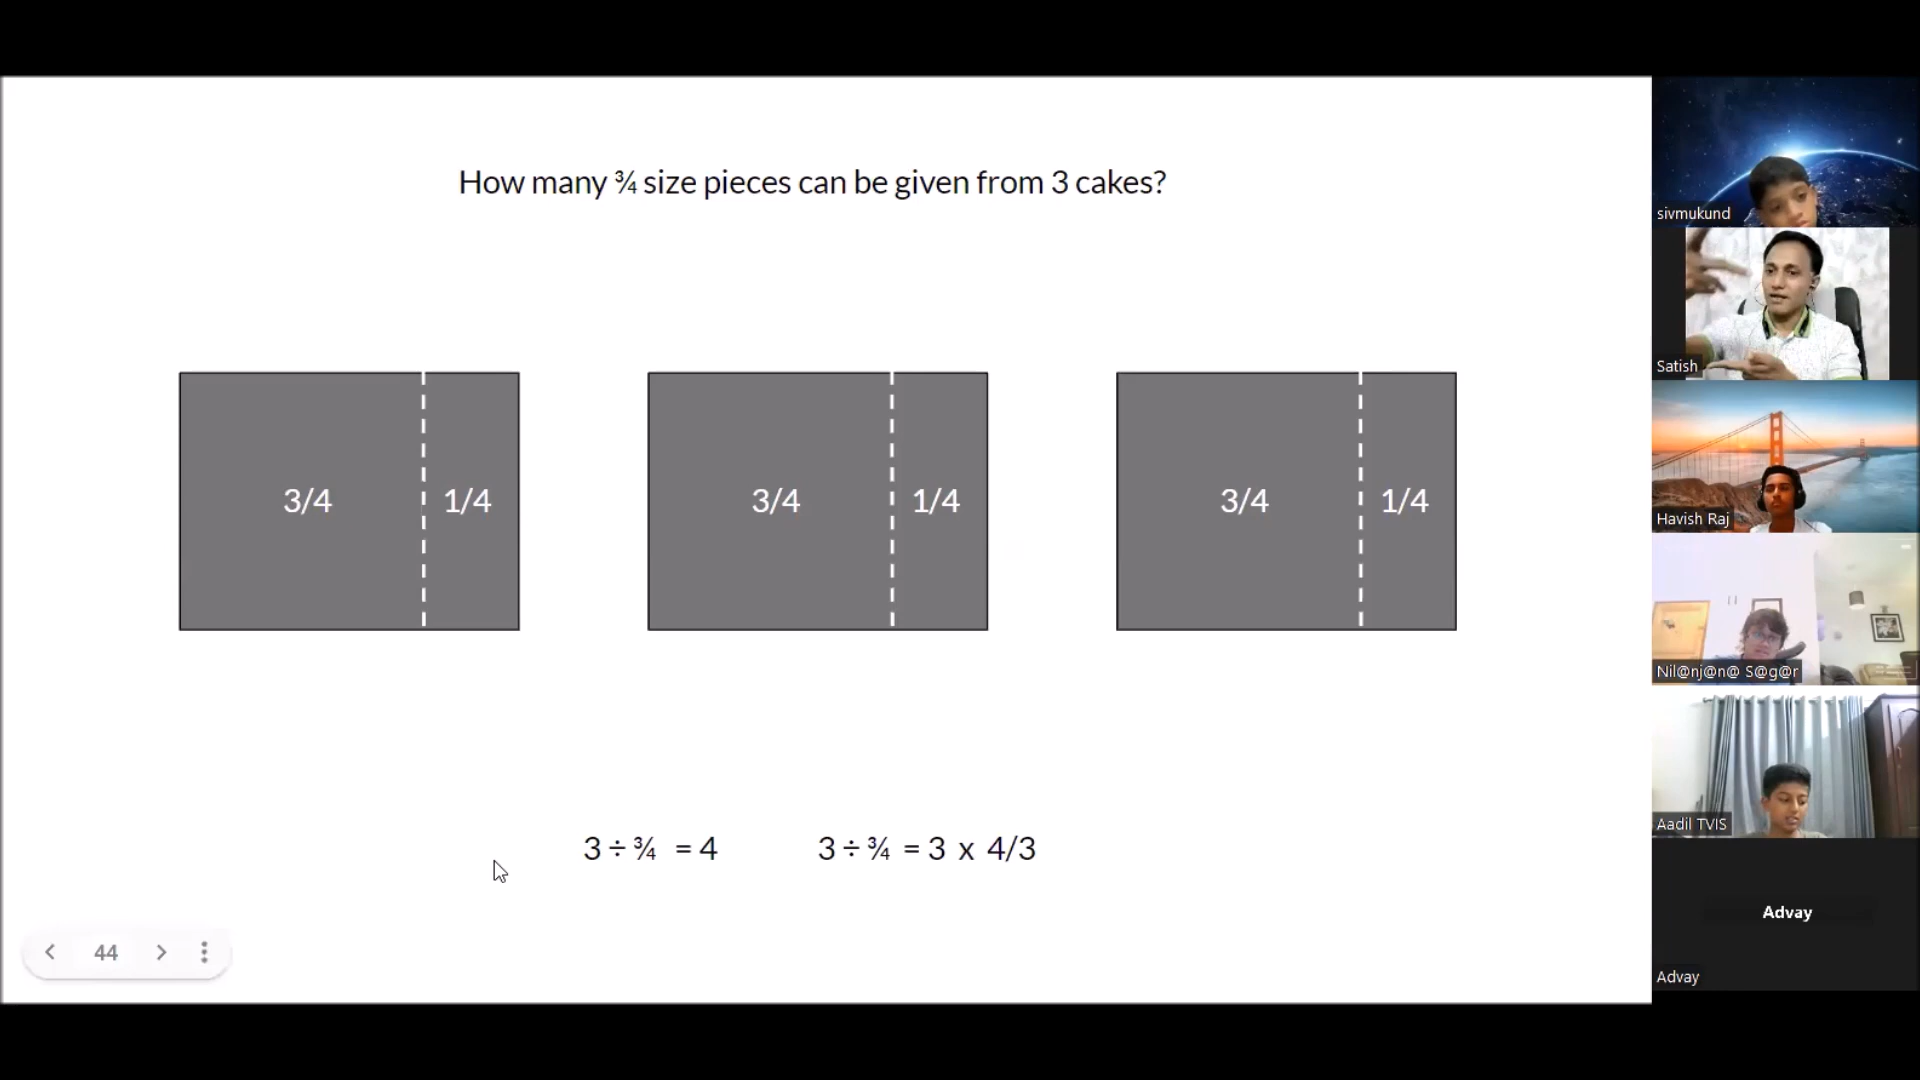 How many ¾ size pieces can be given from 3 cakes?
3/4 1/4 3/4 1/4 3/4 1/4
3 ÷ ¾ = 4 3 ÷ ¾ = 3 x 4/3
44
sivmukund
Satish
Havish Raj
Nil@nj@n@ S@g@r
Aadil TVIS
Advay
Advay